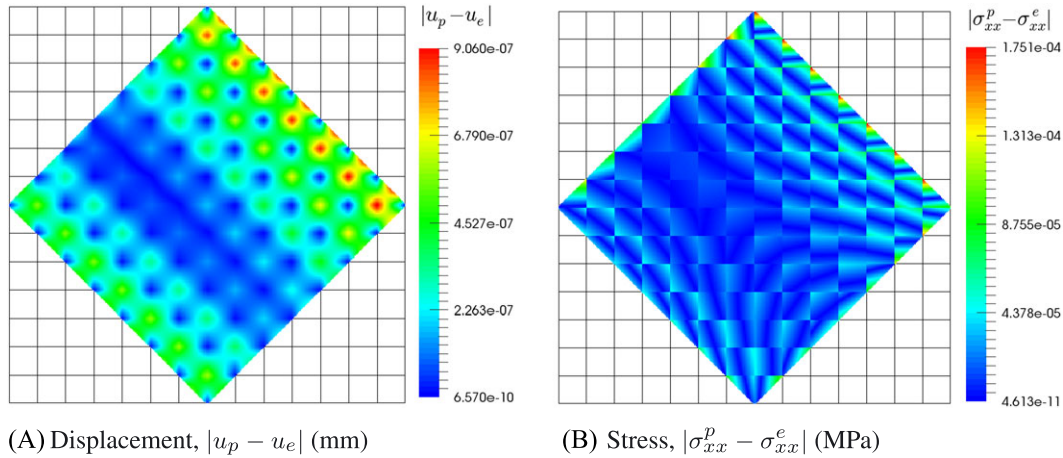 |u_p − u_e|
9.060e-07
6.790e-07
4.527e-07
2.263e-07
6.570e-10
|σ^p_xx − σ^e_xx|
1.751e-04
1.313e-04
8.755e-05
4.378e-05
4.613e-11
(A) Displacement, |u_p − u_e| (mm)
(B) Stress, |σ^p_xx − σ^e_xx| (MPa)